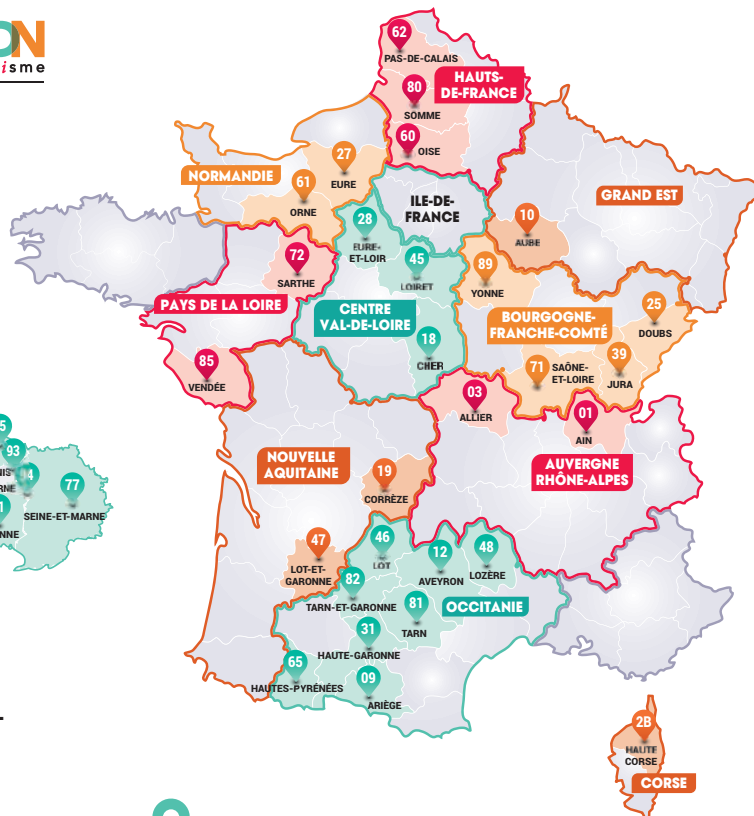 ON
isme
62
PAS-DE-CALAIS
HAUTS-
DE-FRANCE
80
SOMME
60
OISE
NORMANDIE
27
EURE
61
ORNE
ILE-DE-
FRANCE
GRAND EST
10
AUBE
28
EURE-
ET-LOIR
45
LOIRET
72
SARTHE
89
YONNE
PAYS DE LA LOIRE
CENTRE
VAL-DE-LOIRE
BOURGOGNE-
FRANCHE-COMTÉ
25
DOUBS
18
CHER
71
SAÔNE-
ET-LOIRE
39
JURA
85
VENDÉE
03
ALLIER
01
AIN
AUVERGNE
RHÔNE-ALPES
NOUVELLE
AQUITAINE
19
CORRÈZE
93
77
SEINE-ET-MARNE
47
LOT-ET-
GARONNE
46
LOT
12
AVEYRON
48
LOZÈRE
82
TARN-ET-GARONNE
81
TARN
OCCITANIE
31
HAUTE-GARONNE
65
HAUTES-PYRÉNÉES
09
ARIÈGE
2B
HAUTE
CORSE
CORSE